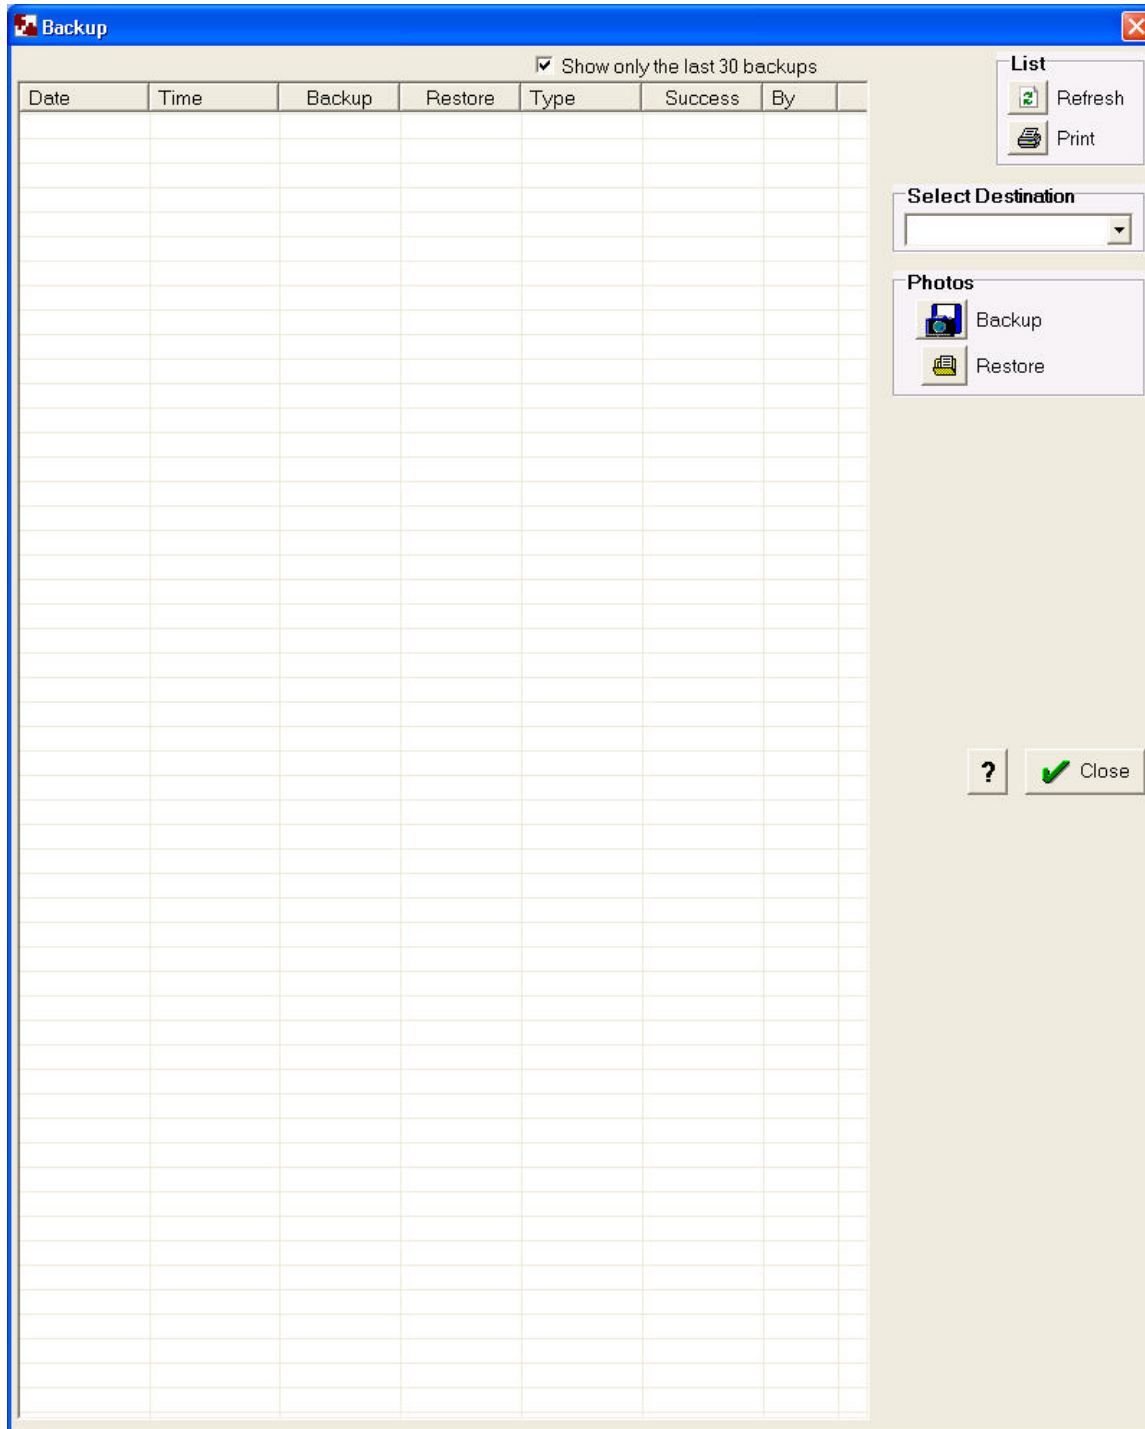 Backup
Show only the last 30 backups
Date Time Backup Restore Type Success By
List
Refresh
Print
Select Destination
Photos
Backup
Restore
? Close